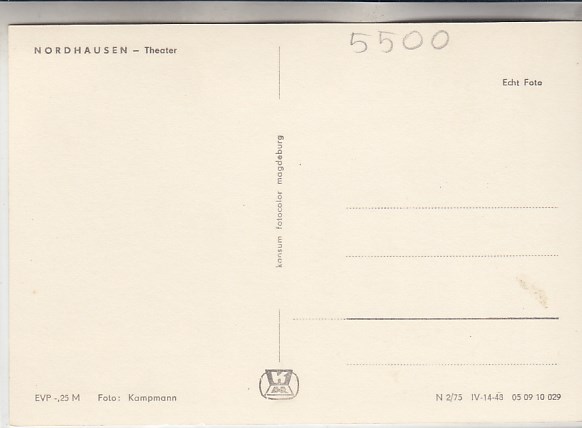 NORDHAUSEN – Theater
5500
Echt Foto
konsum fotocolor magdeburg
K
EVP -,25 M Foto: Kampmann
N 2/75 IV-14-48 05 09 10 029